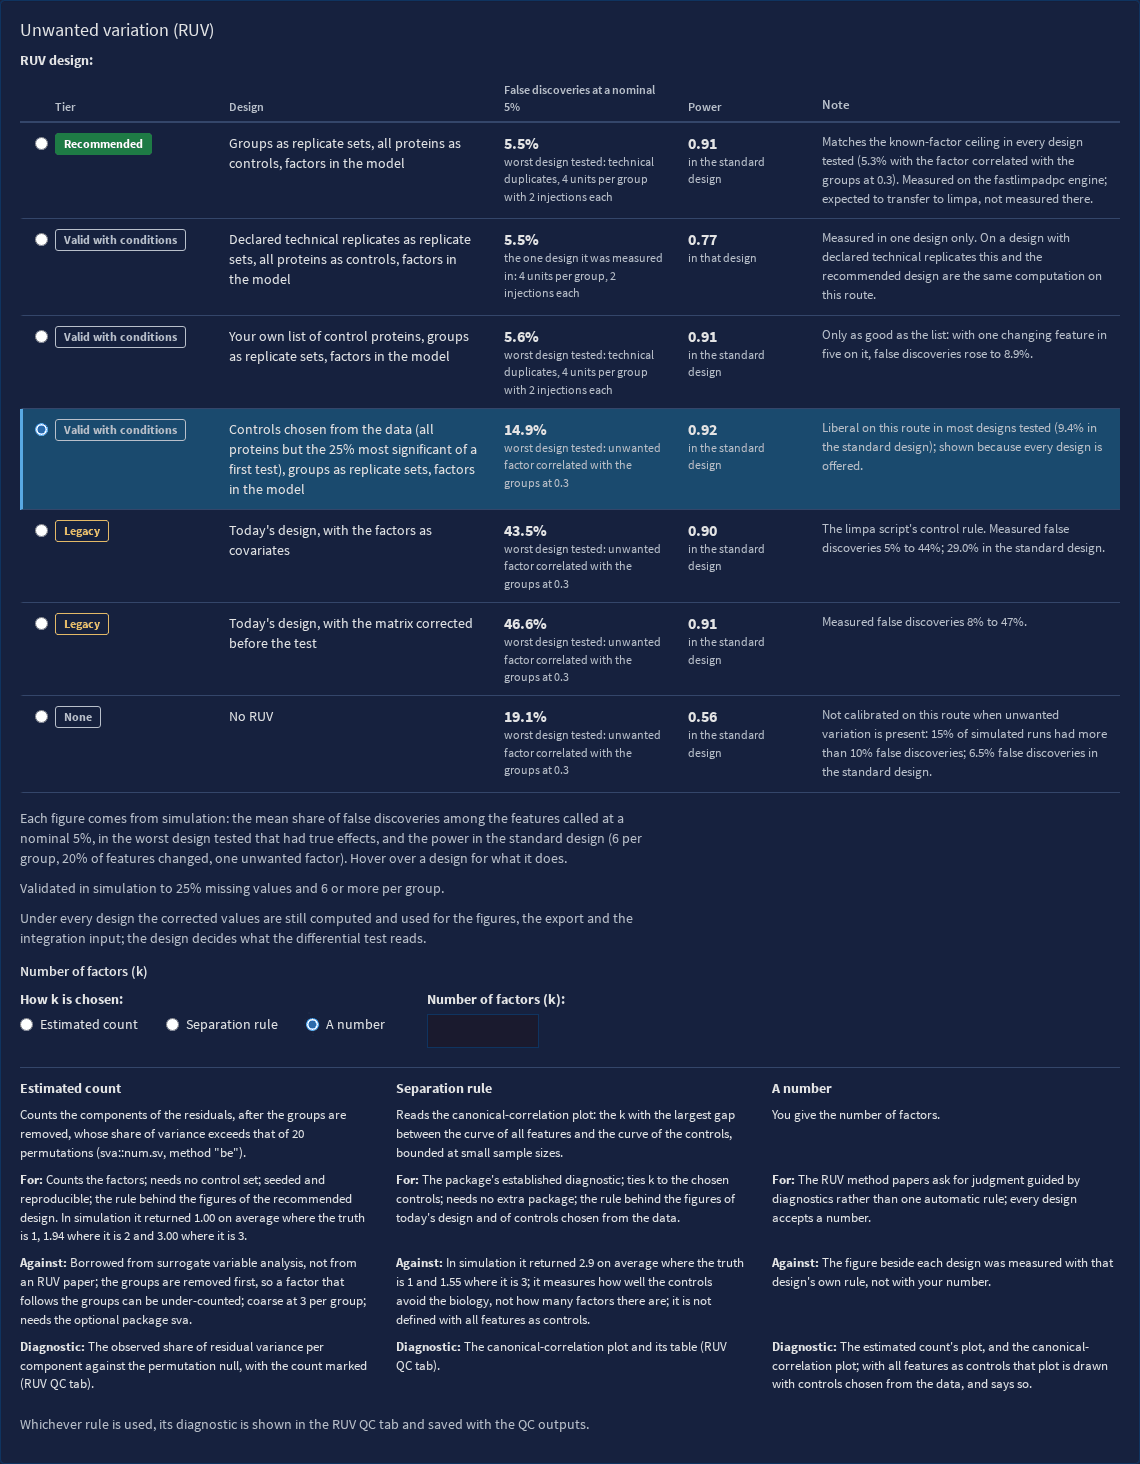 Unwanted variation (RUV)
RUV design:
Tier
Design
False discoveries at a nominal
5%
Power
Note
Recommended
Groups as replicate sets, all proteins as
controls, factors in the model
5.5%
worst design tested: technical
duplicates, 4 units per group
with 2 injections each
0.91
in the standard
design
Matches the known-factor ceiling in every design
tested (5.3% with the factor correlated with the
groups at 0.3). Measured on the fastlimpadpc engine;
expected to transfer to limpa, not measured there.
Valid with conditions
Declared technical replicates as replicate
sets, all proteins as controls, factors in
the model
5.5%
the one design it was measured
in: 4 units per group, 2
injections each
0.77
in that design
Measured in one design only. On a design with
declared technical replicates this and the
recommended design are the same computation on
this route.
Valid with conditions
Your own list of control proteins, groups
as replicate sets, factors in the model
5.6%
worst design tested: technical
duplicates, 4 units per group
with 2 injections each
0.91
in the standard
design
Only as good as the list: with one changing feature in
five on it, false discoveries rose to 8.9%.
Valid with conditions
Controls chosen from the data (all
proteins but the 25% most significant of a
first test), groups as replicate sets, factors
in the model
14.9%
worst design tested: unwanted
factor correlated with the
groups at 0.3
0.92
in the standard
design
Liberal on this route in most designs tested (9.4% in
the standard design); shown because every design is
offered.
Legacy
Today's design, with the factors as
covariates
43.5%
worst design tested: unwanted
factor correlated with the
groups at 0.3
0.90
in the standard
design
The limpa script's control rule. Measured false
discoveries 5% to 44%; 29.0% in the standard design.
Legacy
Today's design, with the matrix corrected
before the test
46.6%
worst design tested: unwanted
factor correlated with the
groups at 0.3
0.91
in the standard
design
Measured false discoveries 8% to 47%.
None
No RUV
19.1%
worst design tested: unwanted
factor correlated with the
groups at 0.3
0.56
in the standard
design
Not calibrated on this route when unwanted
variation is present: 15% of simulated runs had more
than 10% false discoveries; 6.5% false discoveries in
the standard design.
Each figure comes from simulation: the mean share of false discoveries among the features called at a
nominal 5%, in the worst design tested that had true effects, and the power in the standard design (6 per
group, 20% of features changed, one unwanted factor). Hover over a design for what it does.
Validated in simulation to 25% missing values and 6 or more per group.
Under every design the corrected values are still computed and used for the figures, the export and the
integration input; the design decides what the differential test reads.
Number of factors (k)
How k is chosen:
Estimated count
Separation rule
A number
Number of factors (k):
Estimated count
Counts the components of the residuals, after the groups are
removed, whose share of variance exceeds that of 20
permutations (sva::num.sv, method "be").
For: Counts the factors; needs no control set; seeded and
reproducible; the rule behind the figures of the recommended
design. In simulation it returned 1.00 on average where the truth
is 1, 1.94 where it is 2 and 3.00 where it is 3.
Against: Borrowed from surrogate variable analysis, not from
an RUV paper; the groups are removed first, so a factor that
follows the groups can be under-counted; coarse at 3 per group;
needs the optional package sva.
Diagnostic: The observed share of residual variance per
component against the permutation null, with the count marked
(RUV QC tab).
Separation rule
Reads the canonical-correlation plot: the k with the largest gap
between the curve of all features and the curve of the controls,
bounded at small sample sizes.
For: The package's established diagnostic; ties k to the chosen
controls; needs no extra package; the rule behind the figures of
today's design and of controls chosen from the data.
Against: In simulation it returned 2.9 on average where the truth
is 1 and 1.55 where it is 3; it measures how well the controls
avoid the biology, not how many factors there are; it is not
defined with all features as controls.
Diagnostic: The canonical-correlation plot and its table (RUV
QC tab).
A number
You give the number of factors.
For: The RUV method papers ask for judgment guided by
diagnostics rather than one automatic rule; every design
accepts a number.
Against: The figure beside each design was measured with that
design's own rule, not with your number.
Diagnostic: The estimated count's plot, and the canonical-
correlation plot; with all features as controls that plot is drawn
with controls chosen from the data, and says so.
Whichever rule is used, its diagnostic is shown in the RUV QC tab and saved with the QC outputs.